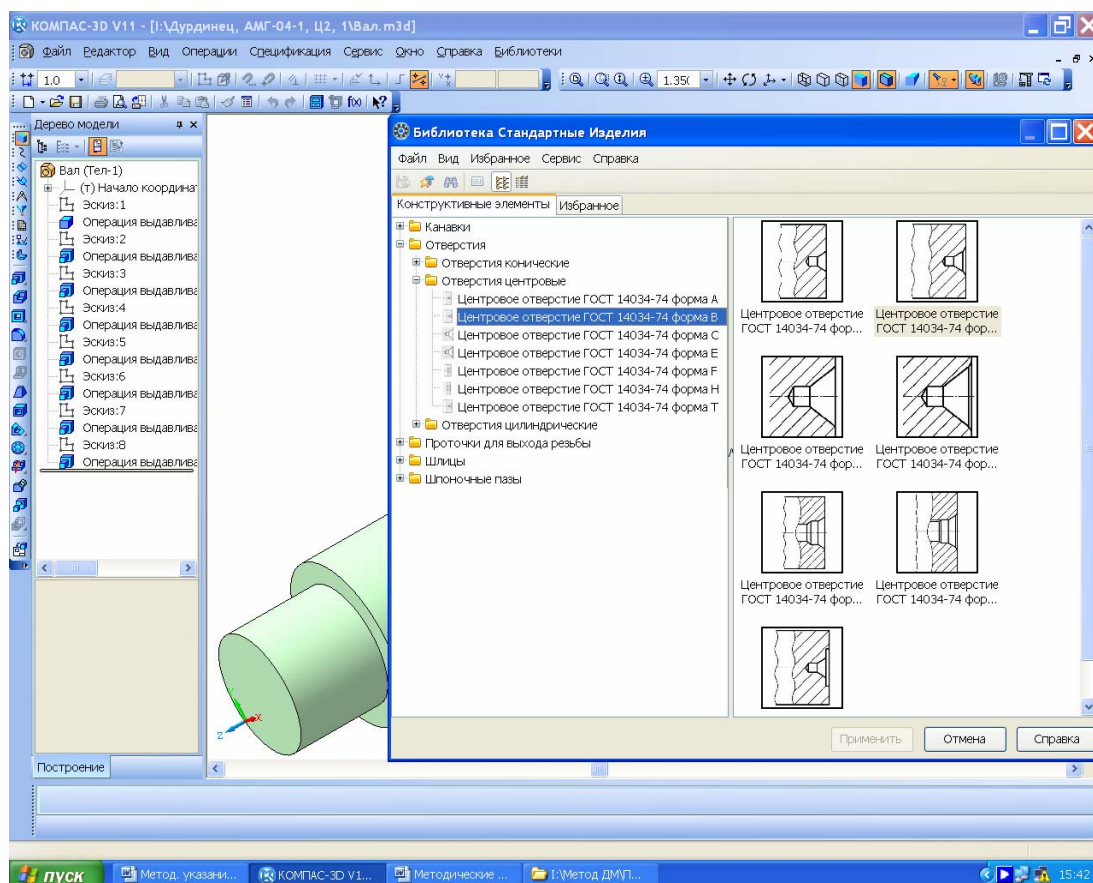 КОМПАС-3D V11 - [I:\Дурдинец, АМГ-04-1, Ц2, 1\Вал.m3d]
Файл Редактор Вид Операции Спецификация Сервис Окно Справка Библиотеки
1.0
1.35(
f(x)
Дерево модели
Вал (Тел-1)
(т) Начало координат
Эскиз:1
Операция выдавлива
Эскиз:2
Операция выдавлива
Эскиз:3
Операция выдавлива
Эскиз:4
Операция выдавлива
Эскиз:5
Операция выдавлива
Эскиз:6
Операция выдавлива
Эскиз:7
Операция выдавлива
Эскиз:8
Операция выдавлива
Построение
Z
X
Библиотека Стандартные Изделия
Файл Вид Избранное Сервис Справка
Конструктивные элементы Избранное
Канавки
Отверстия
Отверстия конические
Отверстия центровые
Центровое отверстие ГОСТ 14034-74 форма A
Центровое отверстие ГОСТ 14034-74 форма B
Центровое отверстие ГОСТ 14034-74 форма C
Центровое отверстие ГОСТ 14034-74 форма E
Центровое отверстие ГОСТ 14034-74 форма F
Центровое отверстие ГОСТ 14034-74 форма H
Центровое отверстие ГОСТ 14034-74 форма T
Отверстия цилиндрические
Проточки для выхода резьбы
Шлицы
Шпоночные пазы
Центровое отверстие ГОСТ 14034-74 фор...
Центровое отверстие ГОСТ 14034-74 фор...
Центровое отверстие ГОСТ 14034-74 фор...
Центровое отверстие ГОСТ 14034-74 фор...
Центровое отверстие ГОСТ 14034-74 фор...
Центровое отверстие ГОСТ 14034-74 фор...
Применить Отмена Справка
пуск Метод. указани... КОМПАС-3D V1... Методические ... I:\Метод ДМ\П... 15:42